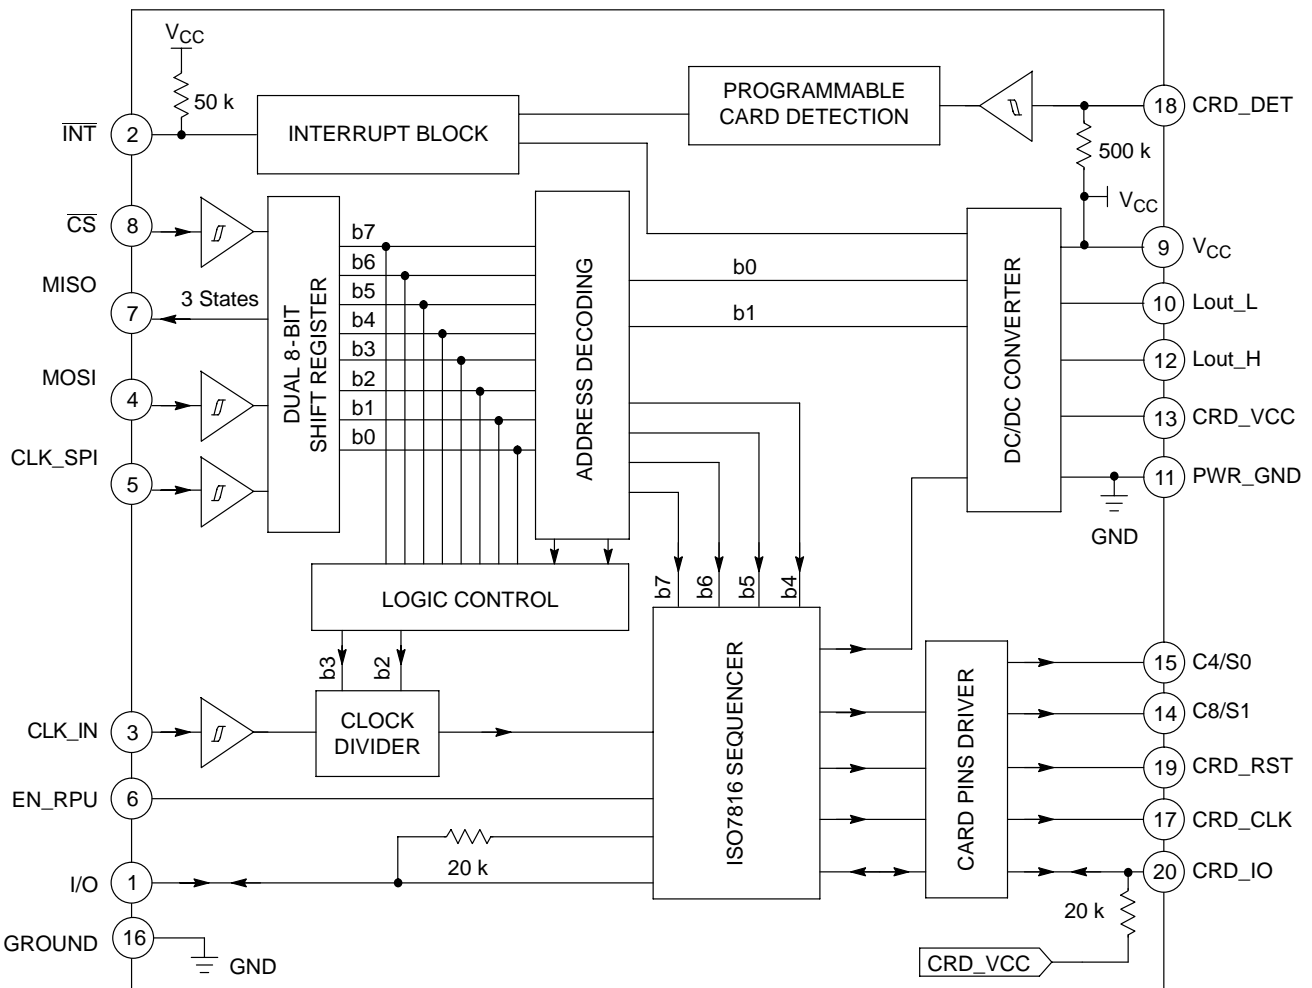 VCC
50 k
INT
2
INTERRUPT BLOCK
PROGRAMMABLE
CARD DETECTION
18
CRD_DET
500 k
VCC
CS
8
MISO
7
3 States
MOSI
4
CLK_SPI
5
DUAL 8-BIT
SHIFT REGISTER
b7
b6
b5
b4
b3
b2
b1
b0
ADDRESS DECODING
b0
b1
DC/DC CONVERTER
9
VCC
10
Lout_L
12
Lout_H
13
CRD_VCC
11
PWR_GND
GND
LOGIC CONTROL
b7
b6
b5
b4
b3
b2
CLK_IN
3
CLOCK
DIVIDER
EN_RPU
6
20 k
I/O
1
GROUND
16
GND
ISO7816 SEQUENCER
CARD PINS DRIVER
15
C4/S0
14
C8/S1
19
CRD_RST
17
CRD_CLK
20
CRD_IO
20 k
CRD_VCC